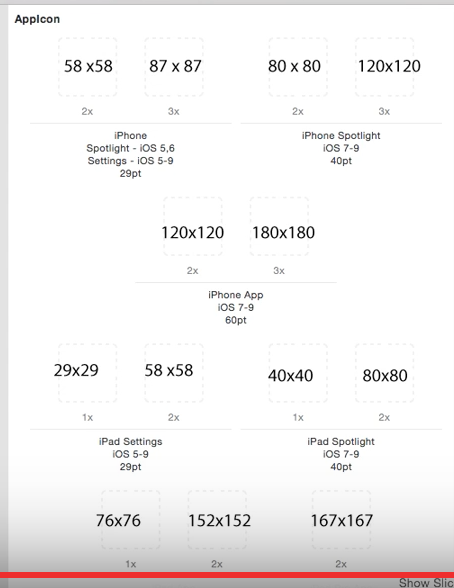 AppIcon
58 x58 87 x 87 80 x 80 120x120
2x 3x 2x 3x
iPhone
Spotlight - iOS 5,6
Settings - iOS 5-9
29pt
iPhone Spotlight
iOS 7-9
40pt
120x120 180x180
2x 3x
iPhone App
iOS 7-9
60pt
29x29 58 x58 40x40 80x80
1x 2x 1x 2x
iPad Settings
iOS 5-9
29pt
iPad Spotlight
iOS 7-9
40pt
76x76 152x152 167x167
1x 2x 2x
Show Slic